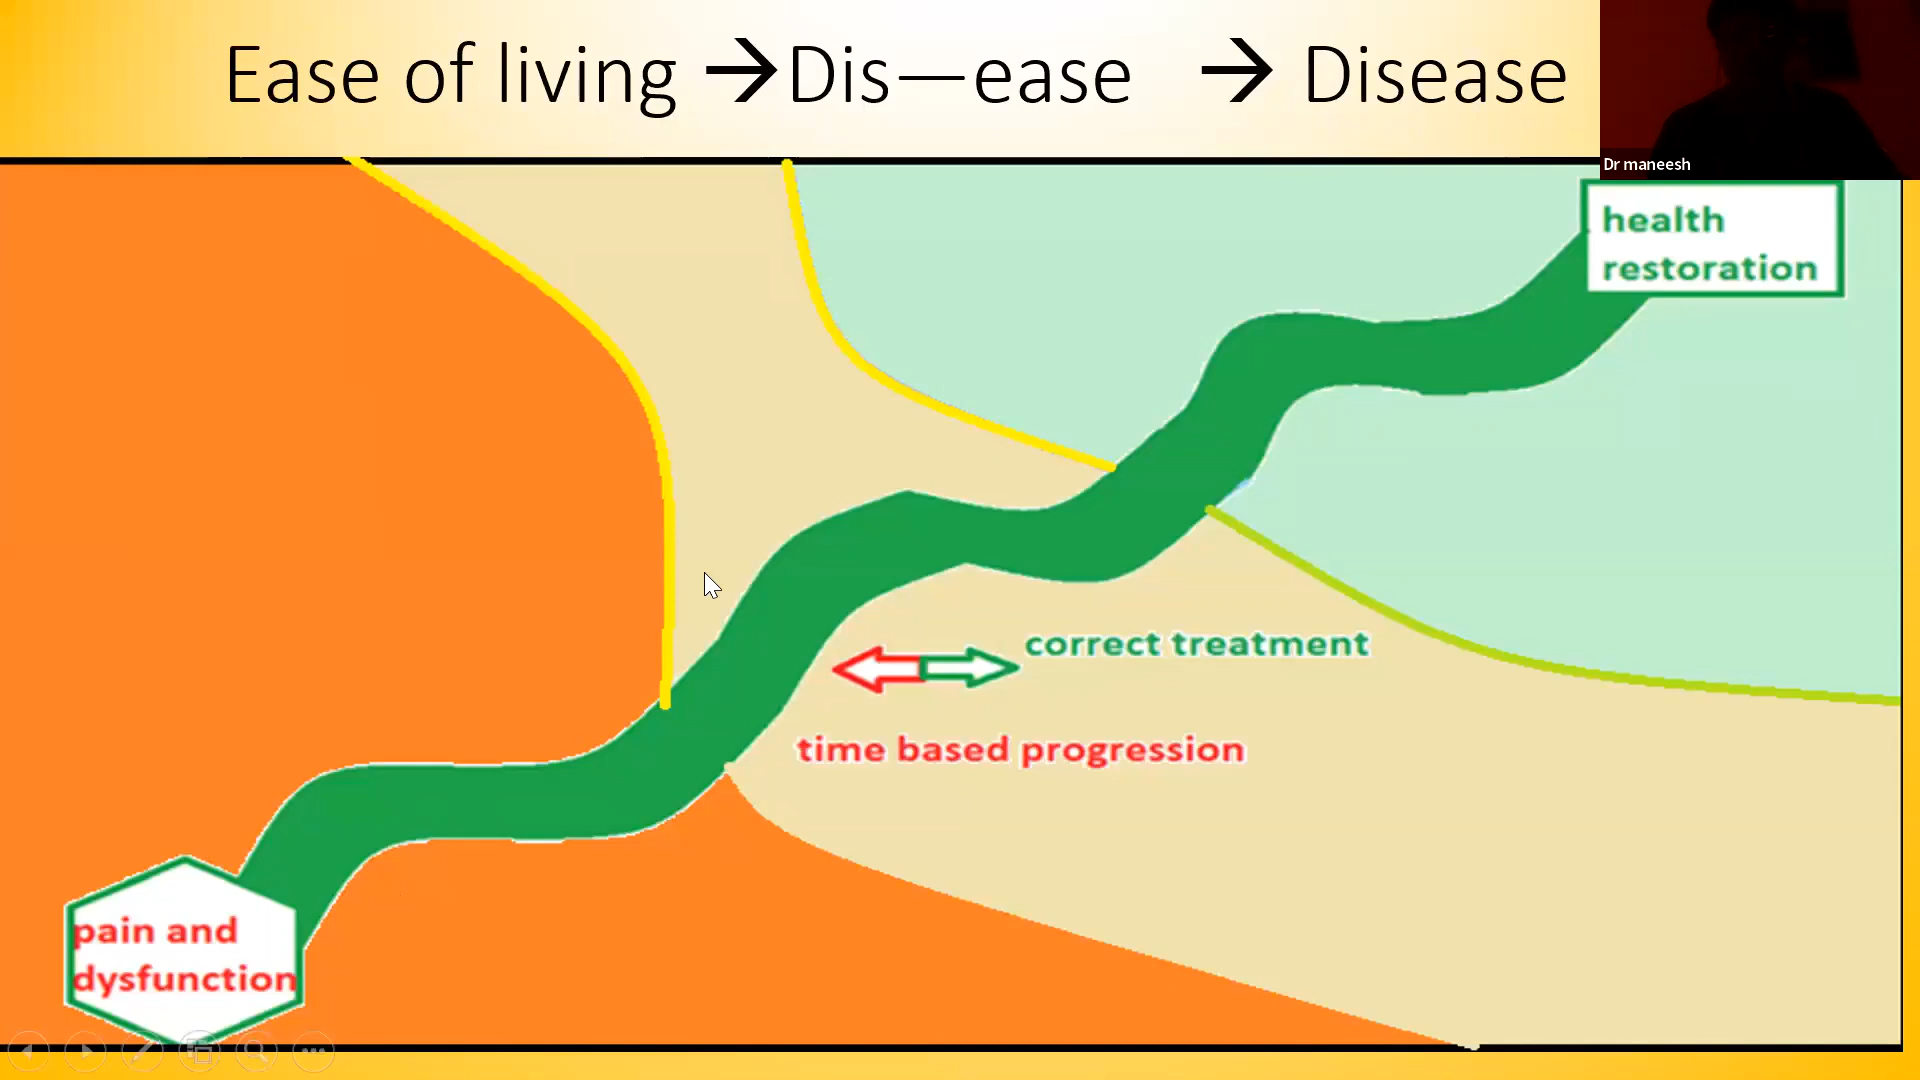 Ease of living → Dis—ease → Disease
Dr maneesh
health
restoration
correct treatment
time based progression
pain and
dysfunction